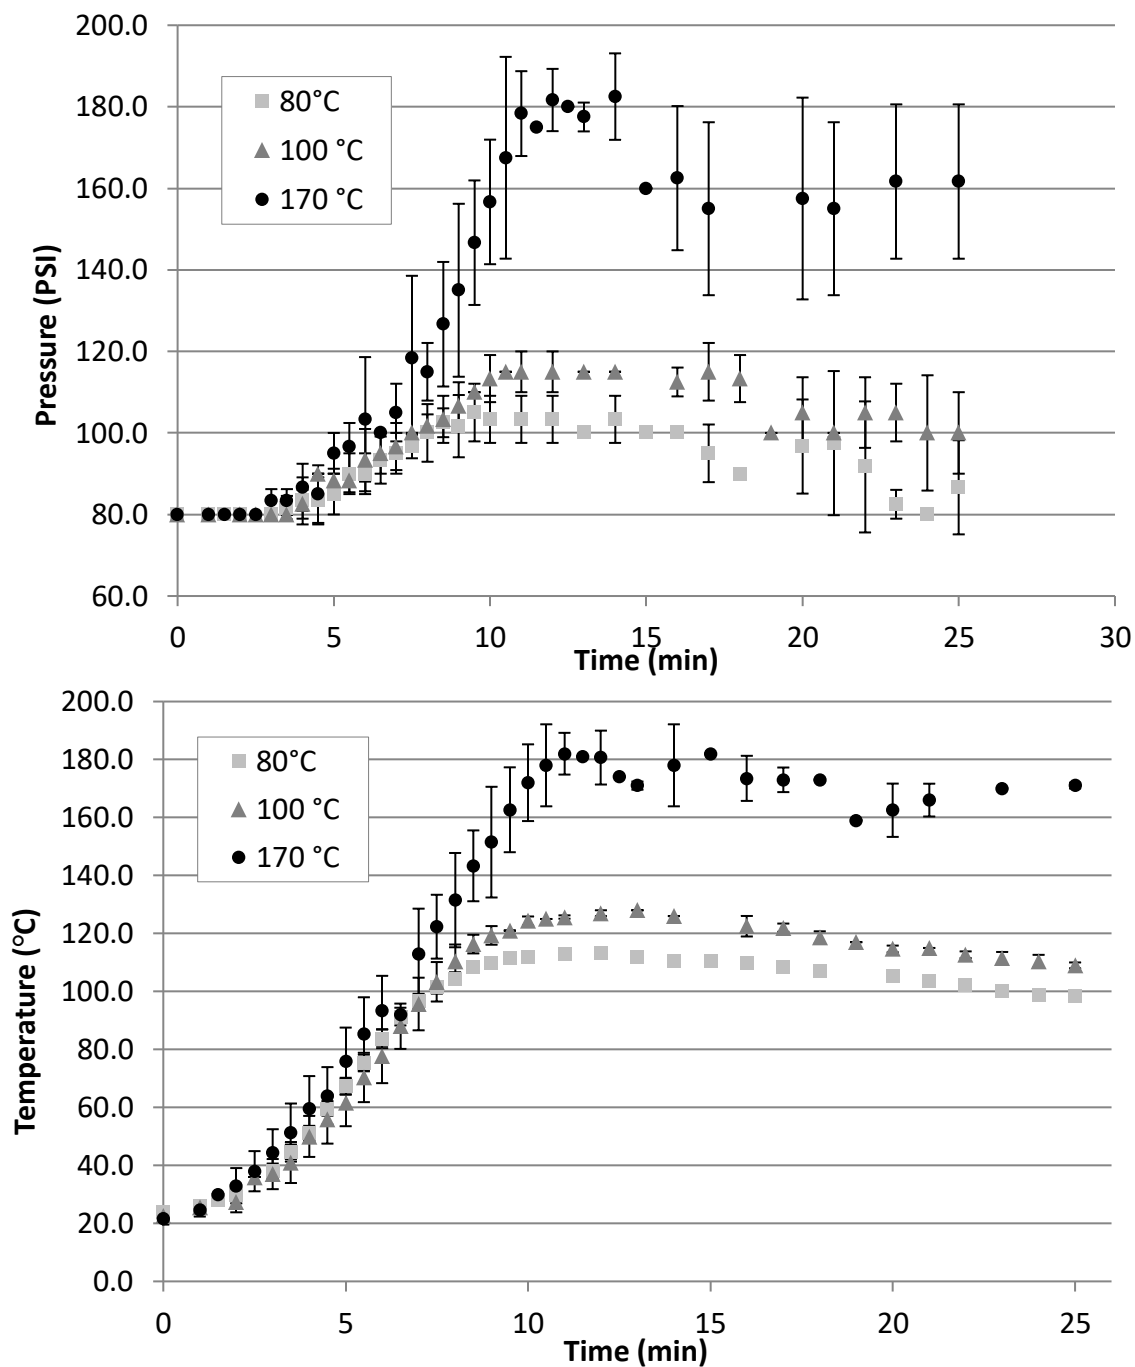 200.0
180.0
160.0
140.0
120.0
100.0
80.0
60.0
Pressure (PSI)
80°C
100 °C
170 °C
0 5 10 15 20 25 30
Time (min)
200.0
180.0
160.0
140.0
120.0
100.0
80.0
60.0
40.0
20.0
0.0
Temperature (°C)
80°C
100 °C
170 °C
0 5 10 15 20 25
Time (min)